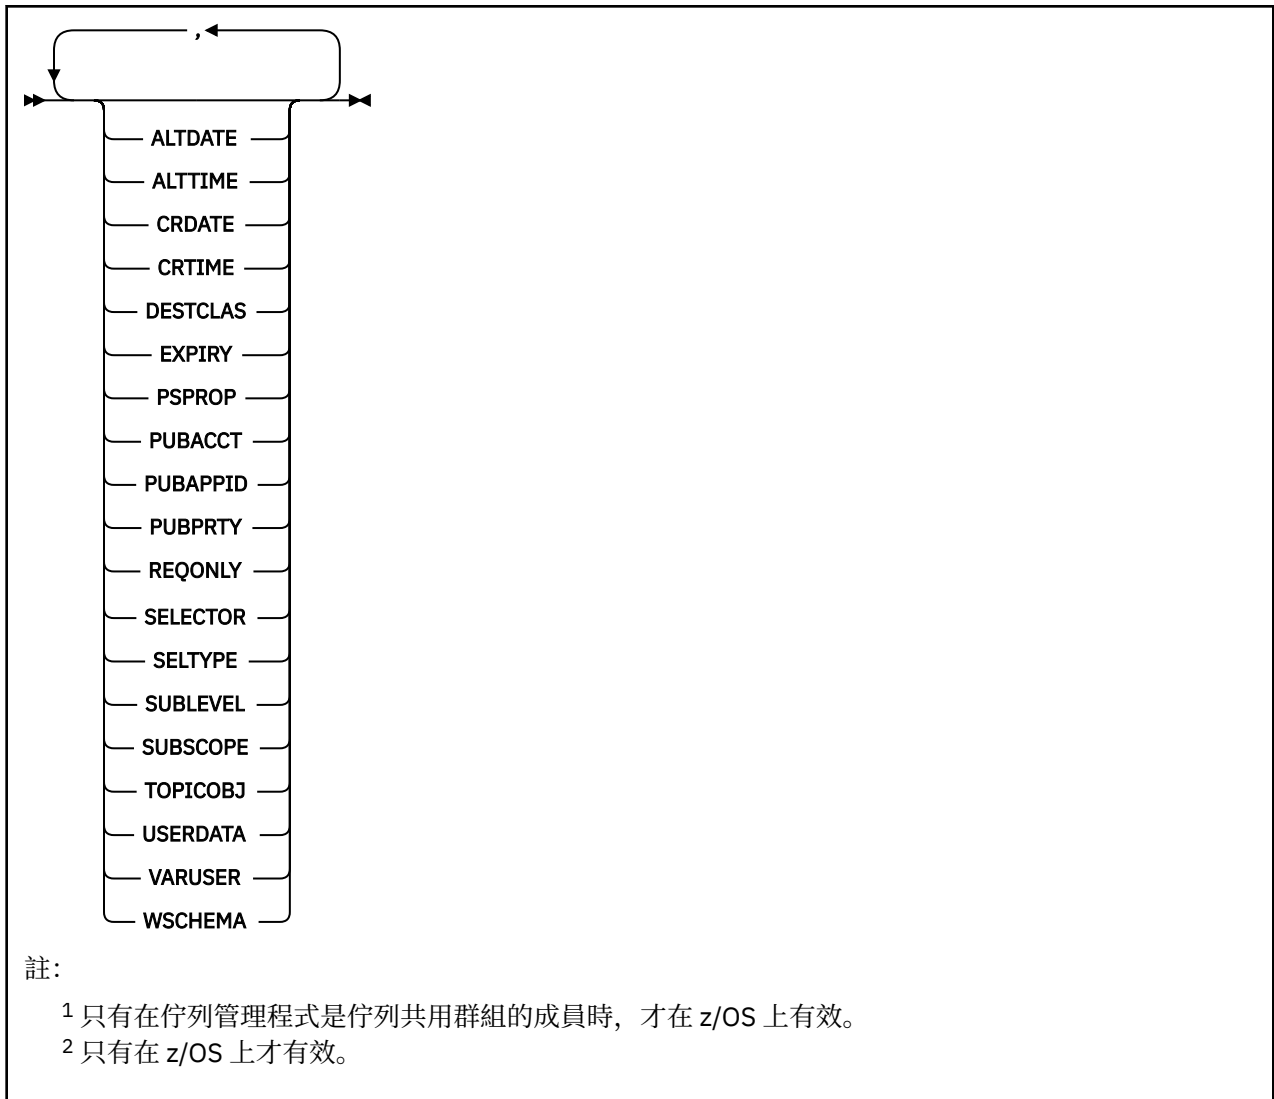 ,
ALTDATE
ALTTIME
CRDATE
CRTIME
DESTCLAS
EXPIRY
PSPROP
PUBACCT
PUBAPPID
PUBPRTY
REQONLY
SELECTOR
SELTYPE
SUBLEVEL
SUBSCOPE
TOPICOBJ
USERDATA
VARUSER
WSCHEMA
註：
1 只有在佇列管理程式是佇列共用群組的成員時，才在 z/OS 上有效。
2 只有在 z/OS 上才有效。